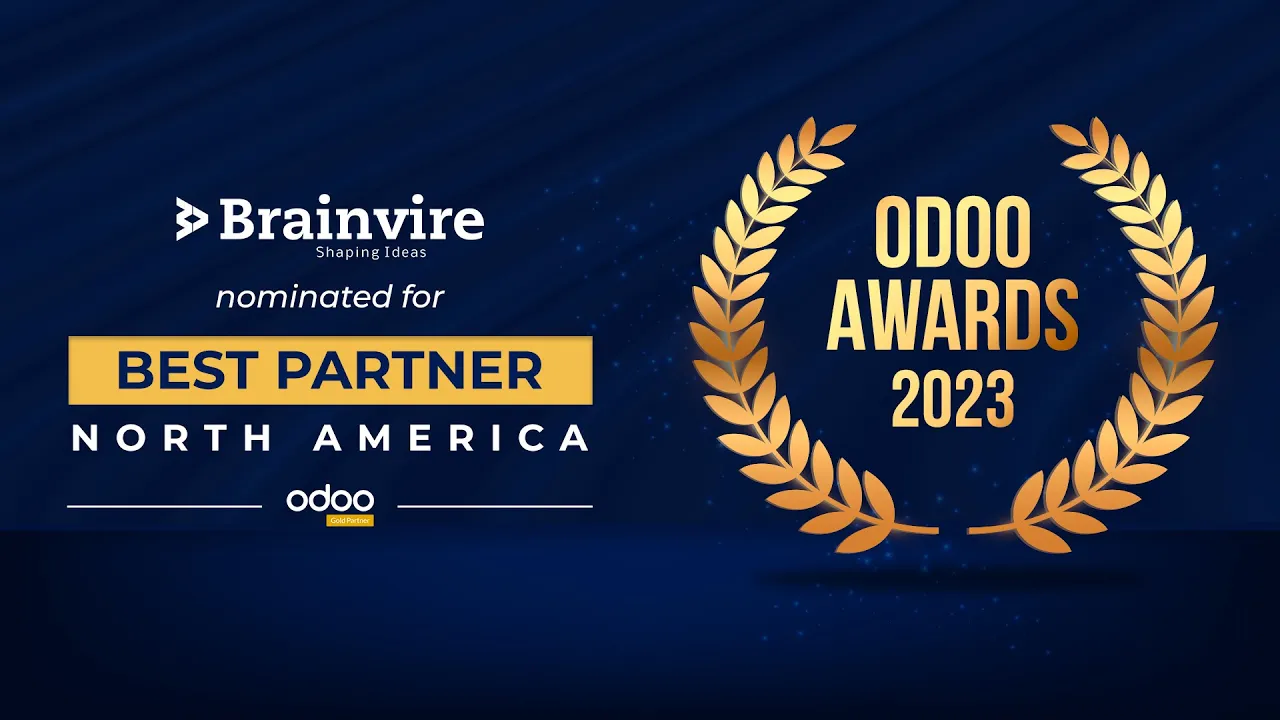 Brainvire
Shaping Ideas
nominated for
BEST PARTNER
NORTH AMERICA
odoo
Gold Partner
ODOO
AWARDS
2023